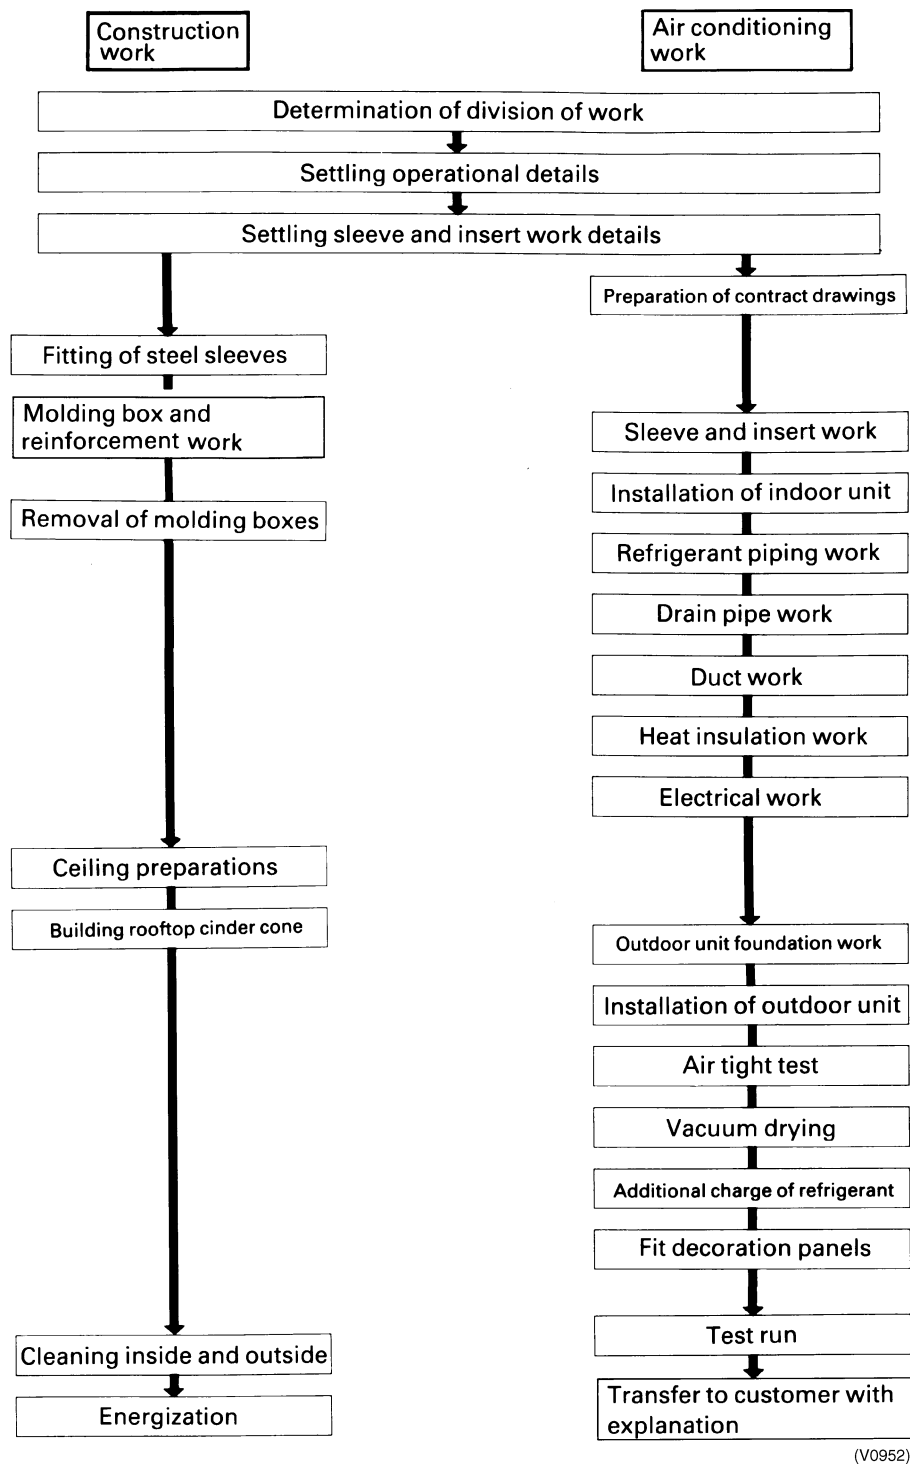 Construction
work
Air conditioning
work
Determination of division of work
Settling operational details
Settling sleeve and insert work details
Preparation of contract drawings
Fitting of steel sleeves
Molding box and
reinforcement work
Sleeve and insert work
Installation of indoor unit
Removal of molding boxes
Refrigerant piping work
Drain pipe work
Duct work
Heat insulation work
Electrical work
Ceiling preparations
Building rooftop cinder cone
Outdoor unit foundation work
Installation of outdoor unit
Air tight test
Vacuum drying
Additional charge of refrigerant
Fit decoration panels
Test run
Cleaning inside and outside
Transfer to customer with
explanation
Energization
(V0952)